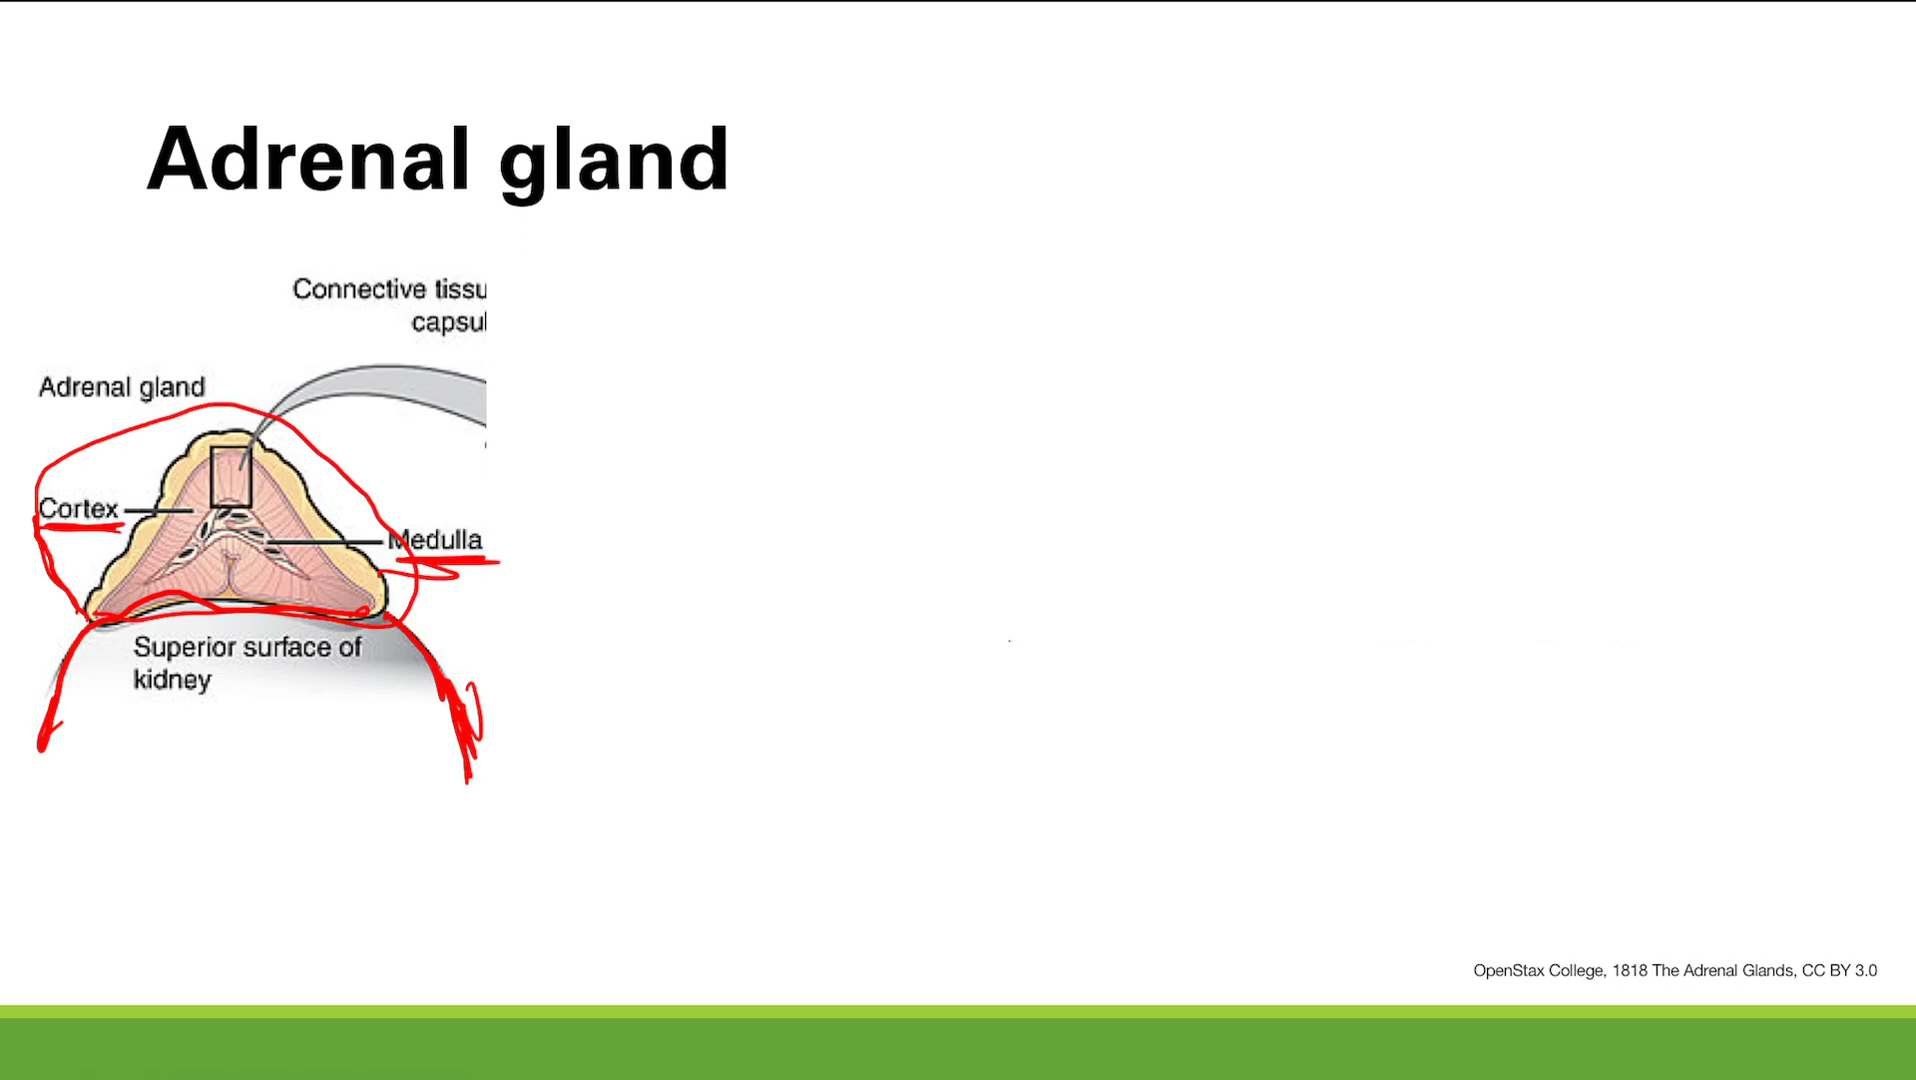 Adrenal gland
Connective tissu
capsul
Adrenal gland
Cortex
Medulla
Superior surface of
kidney
OpenStax College, 1818 The Adrenal Glands, CC BY 3.0